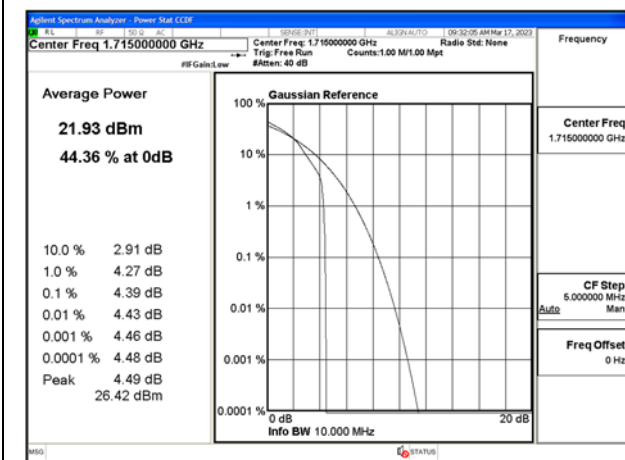 Agilent Spectrum Analyzer - Power Stat CCDF
RL RF 50 Ω AC SENSE:INT ALIGNAUTO 09:32:05 AM Mar 17, 2023
Center Freq 1.715000000 GHz
Center Freq: 1.715000000 GHz Radio Std: None
Trig: Free Run Counts:1.00 M/1.00 Mpt
#IFGain:Low #Atten: 40 dB
Frequency
Average Power
21.93 dBm
44.36 % at 0dB
10.0 % 2.91 dB
1.0 % 4.27 dB
0.1 % 4.39 dB
0.01 % 4.43 dB
0.001 % 4.46 dB
0.0001 % 4.48 dB
Peak 4.49 dB
26.42 dBm
Gaussian Reference
100 %
10 %
1 %
0.1 %
0.01 %
0.001 %
0.0001 %
0 dB 20 dB
Info BW 10.000 MHz
Center Freq
1.715000000 GHz
CF Step
5.000000 MHz
Auto Man
Freq Offset
0 Hz
MSG STATUS